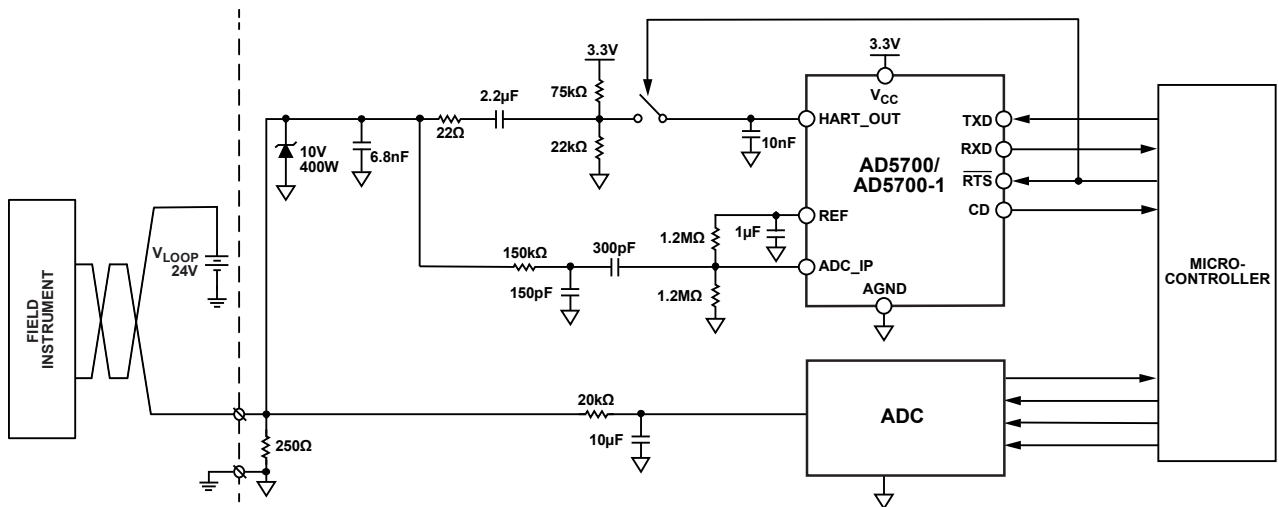 3.3V
3.3V
2.2µF
75kΩ
V_CC
TXD
22Ω
HART_OUT
10V
400W
6.8nF
22kΩ
10nF
RXD
AD5700/
AD5700-1
RTS
CD
REF
1µF
V_LOOP
24V
150kΩ
300pF
1.2MΩ
ADC_IP
150pF
1.2MΩ
AGND
MICRO-
CONTROLLER
FIELD
INSTRUMENT
20kΩ
ADC
250Ω
10µF